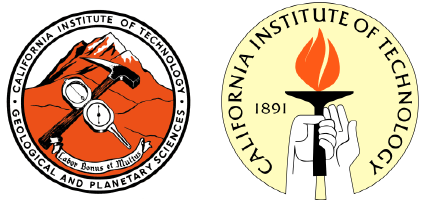 CALIFORNIA INSTITUTE OF TECHNOLOGY
GEOLOGICAL AND PLANETARY SCIENCES
Labor Bonus et Multus
CALIFORNIA INSTITUTE OF TECHNOLOGY
1891